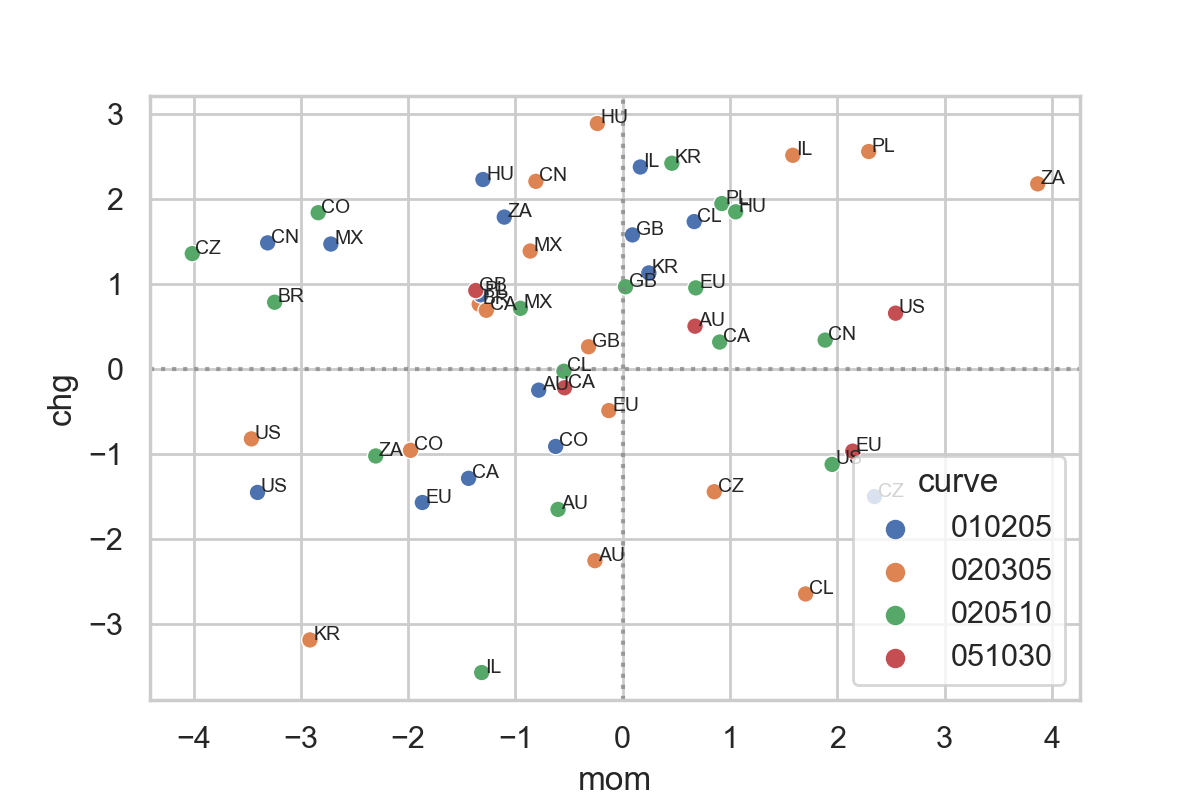 3
HU
IL
KR
IL
PL
HU
CN
ZA
2
CO
ZA
PL
HU
CL
GB
CN
MX
CZ
MX
1
KR
BR
GB
EU
GB
CA
MX
US
AU
CA
CN
GB
0
CL
AU
CA
chg
EU
CO
US
ZA
CO
EU
−1
US
CA
US
EU
CZ
CZ
curve
AU
010205
−2
AU
020305
CL
020510
−3
KR
051030
IL
−4
−3
−2
−1
0
1
2
3
4
mom